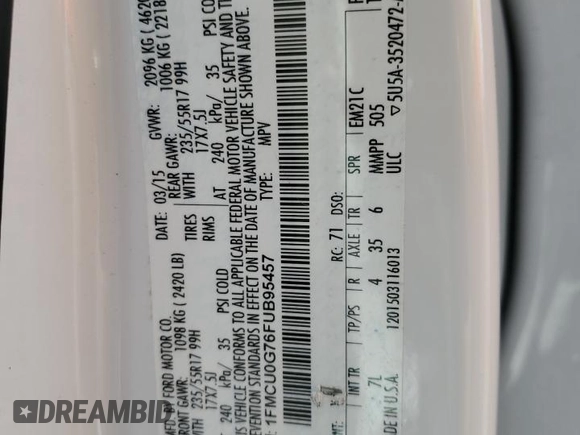 MFG. BY FORD MOTOR CO.
DATE: 03/15 GVWR: 2096 KG ( 4620
FRONT GAWR: 1098 KG ( 2420 LB) REAR GAWR: 1006 KG ( 2218
WITH 235/55R17 99H TIRES WITH 235/55R17 99H
17X7.5J RIMS 17X7.5J
AT 240 kPa/ 35 PSI COLD AT 240 kPa/ 35 PSI CO
THIS VEHICLE CONFORMS TO ALL APPLICABLE FEDERAL MOTOR VEHICLE SAFETY AND T
PREVENTION STANDARDS IN EFFECT ON THE DATE OF MANUFACTURE SHOWN ABOVE.
VIN: 1FMCU0G76FUB95457 TYPE: MPV
RC: 71 DSO:
INT TR TP/PS R AXLE TR SPR EM21C
7L 4 35 6 MMPP 505
MADE IN U.S.A. 1201503116013 ULC ▽5U5A-3520472-
DREAMBID